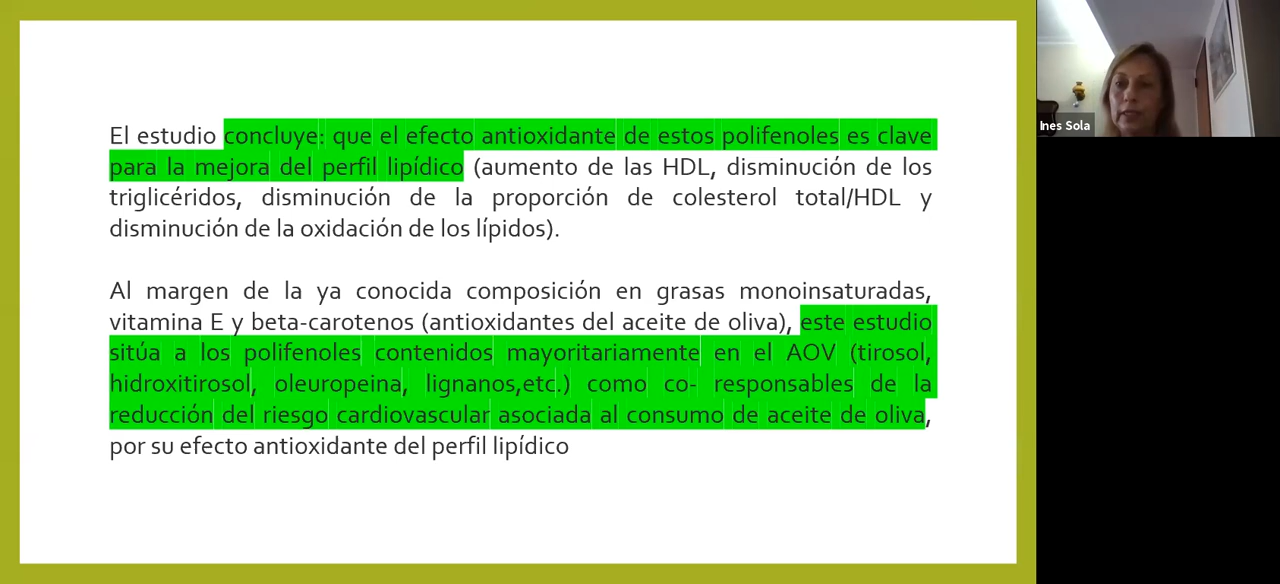 El estudio concluye: que el efecto antioxidante de estos polifenoles es clave
para la mejora del perfil lipídico (aumento de las HDL, disminución de los
triglicéridos, disminución de la proporción de colesterol total/HDL y
disminución de la oxidación de los lípidos).
Al margen de la ya conocida composición en grasas monoinsaturadas,
vitamina E y beta-carotenos (antioxidantes del aceite de oliva), este estudio
sitúa a los polifenoles contenidos mayoritariamente en el AOV (tirosol,
hidroxitirosol, oleuropeina, lignanos,etc.) como co- responsables de la
reducción del riesgo cardiovascular asociada al consumo de aceite de oliva,
por su efecto antioxidante del perfil lipídico
Ines Sola